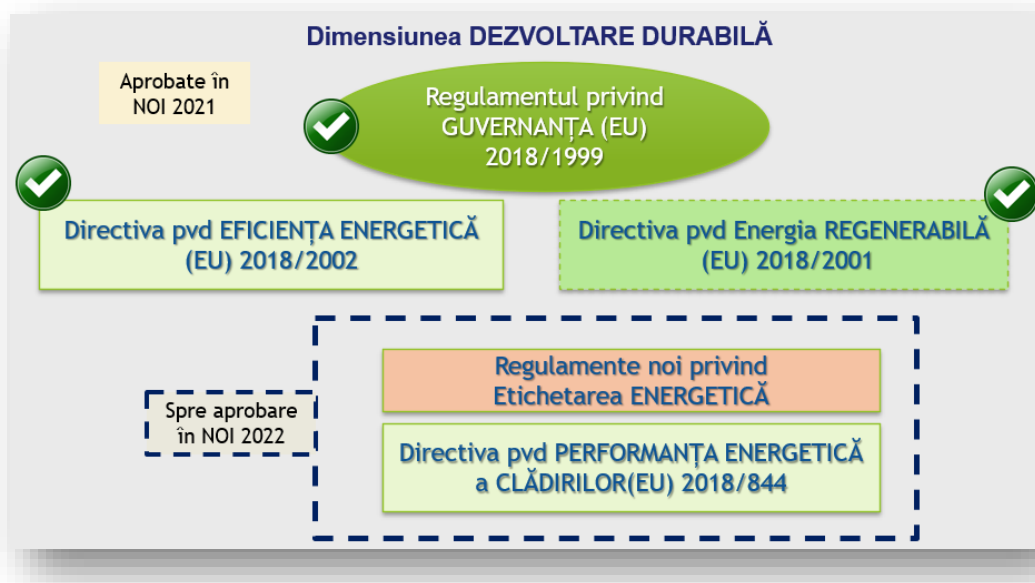 Dimensiunea DEZVOLTARE DURABILĂ
Aprobate în
NOI 2021
Regulamentul privind
GUVERNANȚA (EU)
2018/1999
Directiva pvd EFICIENȚA ENERGETICĂ
(EU) 2018/2002
Directiva pvd Energia REGENERABILĂ
(EU) 2018/2001
Regulamente noi privind
Etichetarea ENERGETICĂ
Spre aprobare
în NOI 2022
Directiva pvd PERFORMANȚA ENERGETICĂ
a CLĂDIRILOR(EU) 2018/844